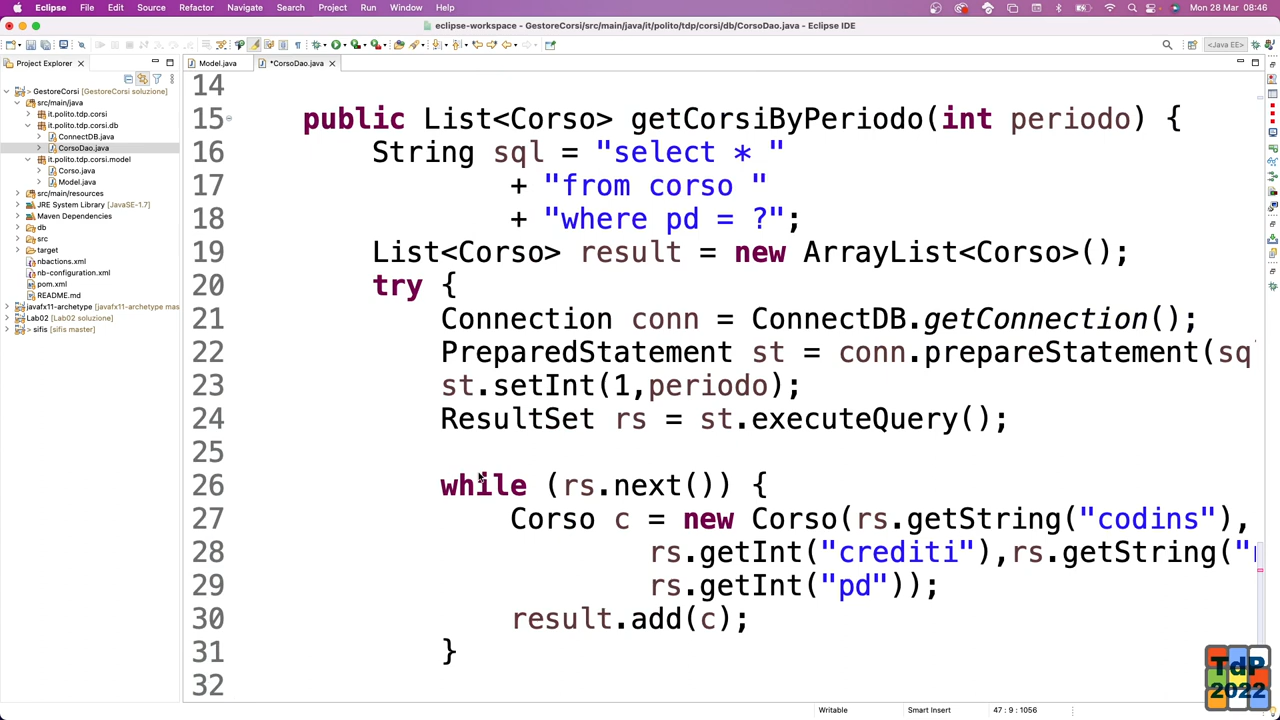 Eclipse File Edit Source Refactor Navigate Search Project Run Window Help
Mon 28 Mar 08:46
eclipse-workspace - GestoreCorsi/src/main/java/it/polito/tdp/corsi/db/CorsoDao.java - Eclipse IDE
<Java EE>
Project Explorer
Model.java
*CorsoDao.java
> GestoreCorsi [GestoreCorsi soluzione]
src/main/java
it.polito.tdp.corsi
it.polito.tdp.corsi.db
ConnectDB.java
CorsoDao.java
it.polito.tdp.corsi.model
Corso.java
Model.java
src/main/resources
JRE System Library [JavaSE-1.7]
Maven Dependencies
db
src
target
nbactions.xml
nb-configuration.xml
pom.xml
README.md
javafx11-archetype [javafx11-archetype mas
Lab02 [Lab02 soluzione]
> sifis [sifis master]
14
15 public List<Corso> getCorsiByPeriodo(int periodo) {
16 String sql = "select * "
17 + "from corso "
18 + "where pd = ?";
19 List<Corso> result = new ArrayList<Corso>();
20 try {
21 Connection conn = ConnectDB.getConnection();
22 PreparedStatement st = conn.prepareStatement(sq
23 st.setInt(1,periodo);
24 ResultSet rs = st.executeQuery();
25
26 while (rs.next()) {
27 Corso c = new Corso(rs.getString("codins"),
28 rs.getInt("crediti"),rs.getString("
29 rs.getInt("pd"));
30 result.add(c);
31 }
32
Writable
Smart Insert
47 : 9 : 1056
TdP
2022